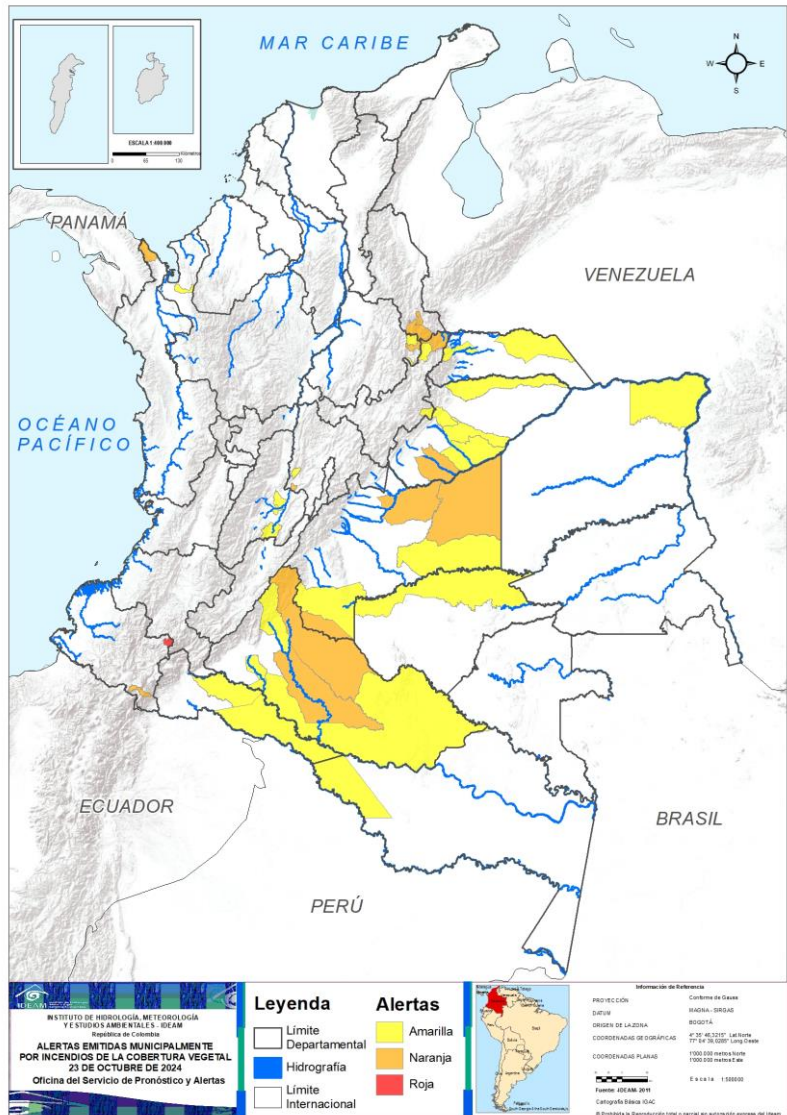 MAR CARIBE
N
W
E
S
ESCALA 1:400.000
0
65
130
PANAMÁ
VENEZUELA
OCÉANO
PACÍFICO
ECUADOR
BRASIL
PERÚ
IDEAM
INSTITUTO DE HIDROLOGÍA, METEOROLOGÍA
Y ESTUDIOS AMBIENTALES - IDEAM
República de Colombia
ALERTAS EMITIDAS MUNICIPALMENTE
POR INCENDIOS DE LA COBERTURA VEGETAL
23 DE OCTUBRE DE 2024
Oficina del Servicio de Pronóstico y Alertas
Leyenda
Límite
Departamental
Hidrografía
Límite
Internacional
Alertas
Amarilla
Naranja
Roja
Información de Referencia
PROYECCIÓN
Conforme de Gauss
DATUM
MAGNA - SIRGAS
ORIGEN DE LA ZONA
BOGOTÁ
COORDENADAS GEOGRÁFICAS
COORDENADAS PLANAS
1'000.000 metros Norte
1'000.000 metros Este
Fuente: IDEAM. 2011
Cartografía Básica IGAC